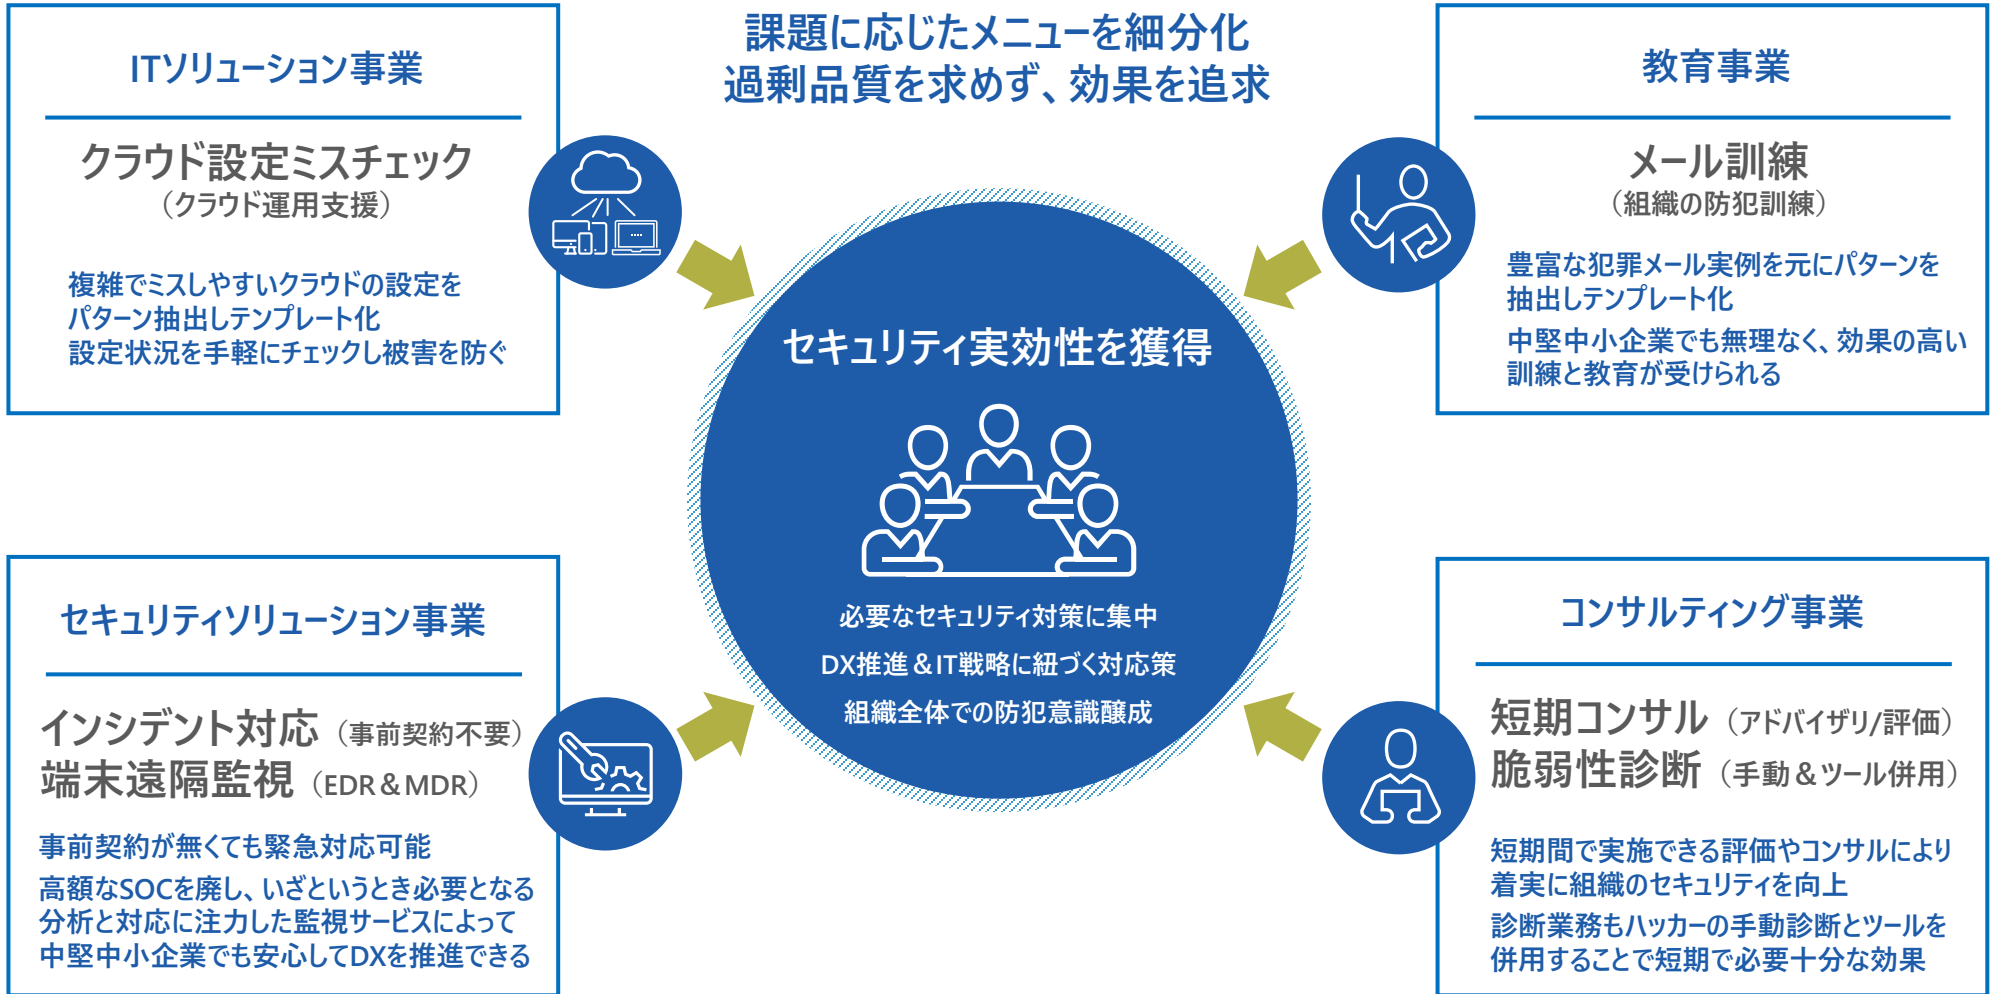 課題に応じたメニューを細分化
過剰品質を求めず、効果を追求
ITソリューション事業
クラウド設定ミスチェック
（クラウド運用支援）
複雑でミスしやすいクラウドの設定を
パターン抽出しテンプレート化
設定状況を手軽にチェックし被害を防ぐ
教育事業
メール訓練
（組織の防犯訓練）
豊富な犯罪メール実例を元にパターンを
抽出しテンプレート化
中堅中小企業でも無理なく、効果の高い
訓練と教育が受けられる
セキュリティ実効性を獲得
必要なセキュリティ対策に集中
DX推進＆IT戦略に紐づく対応策
組織全体での防犯意識醸成
セキュリティソリューション事業
インシデント対応（事前契約不要）
端末遠隔監視（EDR＆MDR）
事前契約が無くても緊急対応可能
高額なSOCを廃し、いざというとき必要となる
分析と対応に注力した監視サービスによって
中堅中小企業でも安心してDXを推進できる
コンサルティング事業
短期コンサル（アドバイザリ/評価）
脆弱性診断（手動＆ツール併用）
短期間で実施できる評価やコンサルにより
着実に組織のセキュリティを向上
診断業務もハッカーの手動診断とツールを
併用することで短期で必要十分な効果